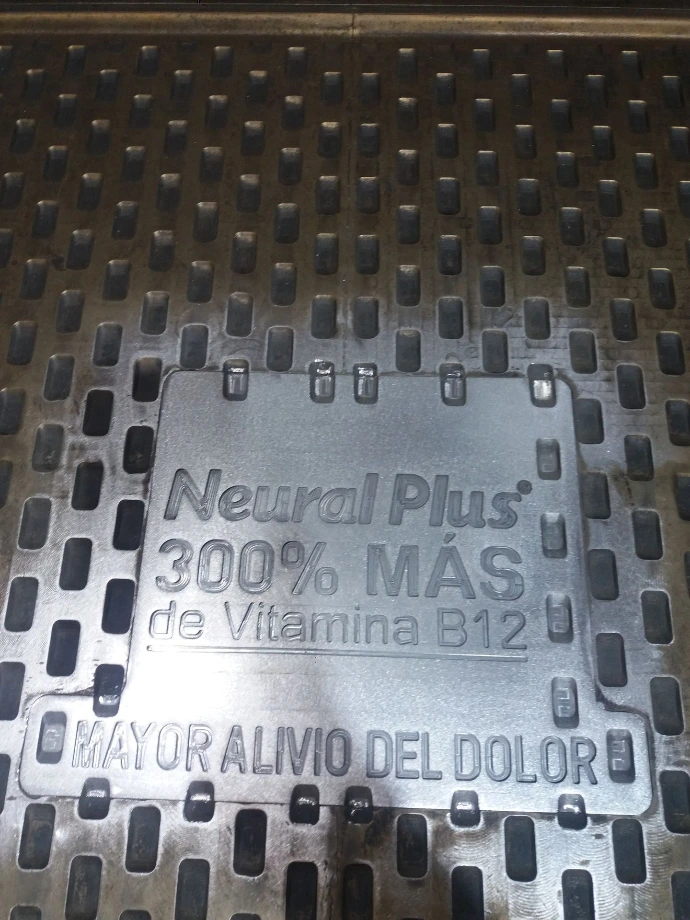 Neural Plus®
300% MÁS
de Vitamina B12
MAYOR ALIVIO DEL DOLOR